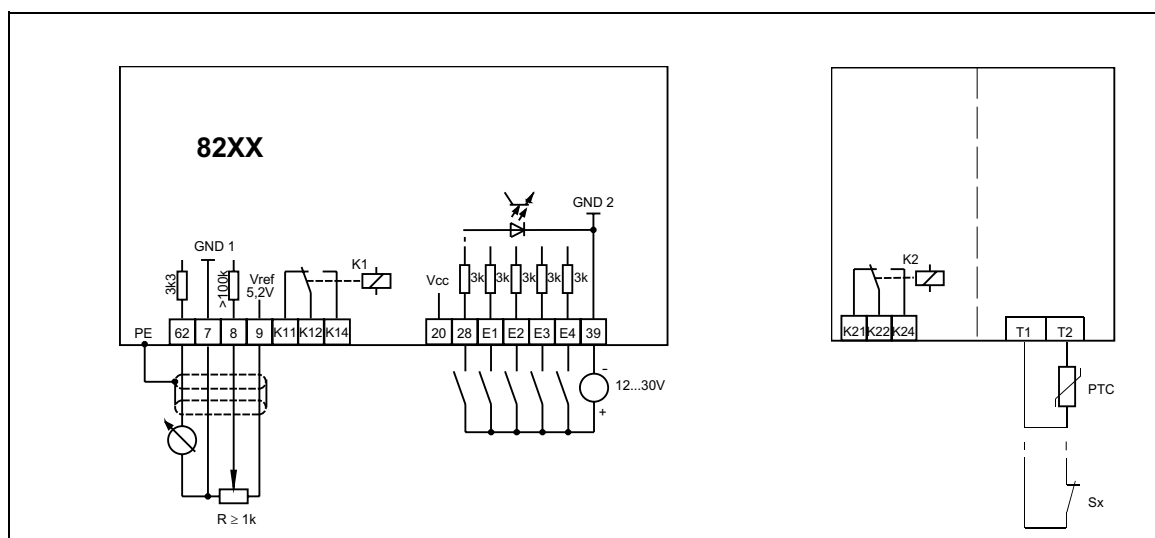 82XX
GND 1
3k3
>100k
Vref
5,2V
K1
PE
62
7
8
9
K11
K12
K14
R ≥ 1k
GND 2
Vcc
3k
3k
3k
3k
3k
20
28
E1
E2
E3
E4
39
-
12...30V
+
K2
K21
K22
K24
T1
T2
PTC
Sx